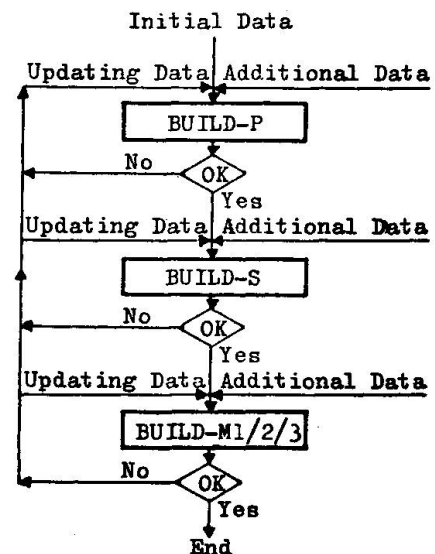 Initial Data
Updating Data Additional Data
BUILD-P
No
OK
Yes
Updating Data Additional Data
BUILD-S
No
OK
Yes
Updating Data Additional Data
BUILD-M1/2/3
No
OK
Yes
End